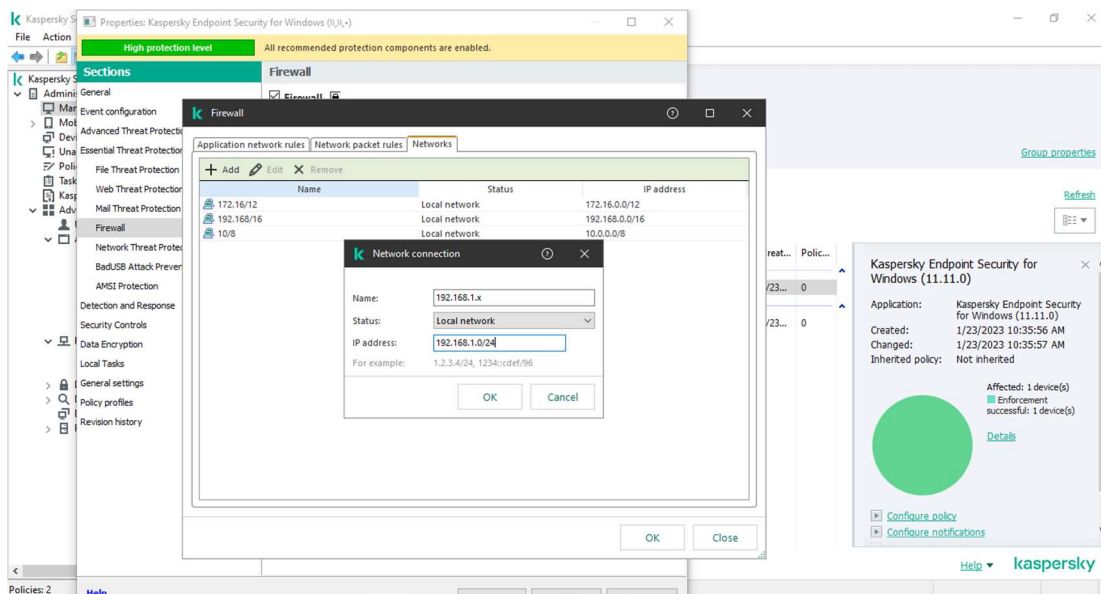 Kaspersky S
File Action
Properties: Kaspersky Endpoint Security for Windows (11.11.0)
High protection level
All recommended protection components are enabled.
Sections
General
Event configuration
Advanced Threat Protectio
Essential Threat Protection
File Threat Protection
Web Threat Protection
Mail Threat Protection
Firewall
Network Threat Protec
BadUSB Attack Preven
AMSI Protection
Detection and Response
Security Controls
Data Encryption
Local Tasks
General settings
Policy profiles
Revision history
Firewall
Firewall
Kaspersky S
Adminis
Mar
Mob
Devi
Una
Polic
Task
Kasp
Adv
Firewall
Application network rules
Network packet rules
Networks
Add
Edit
Remove
Name Status IP address
172.16/12 Local network 172.16.0.0/12
192.168/16 Local network 192.168.0.0/16
10/8 Local network 10.0.0.0/8
Network connection
Name: 192.168.1.x
Status: Local network
IP address: 192.168.1.0/24
For example: 1.2.3.4/24, 1234::cdef/96
OK Cancel
OK Close
Group properties
Refresh
reat... Polic...
/23... 0
/23... 0
Kaspersky Endpoint Security for
Windows (11.11.0)
Application: Kaspersky Endpoint Security
for Windows (11.11.0)
Created: 1/23/2023 10:35:56 AM
Changed: 1/23/2023 10:35:57 AM
Inherited policy: Not inherited
Affected: 1 device(s)
Enforcement
successful: 1 device(s)
Details
Configure policy
Configure notifications
Help
kaspersky
Policies: 2
Help